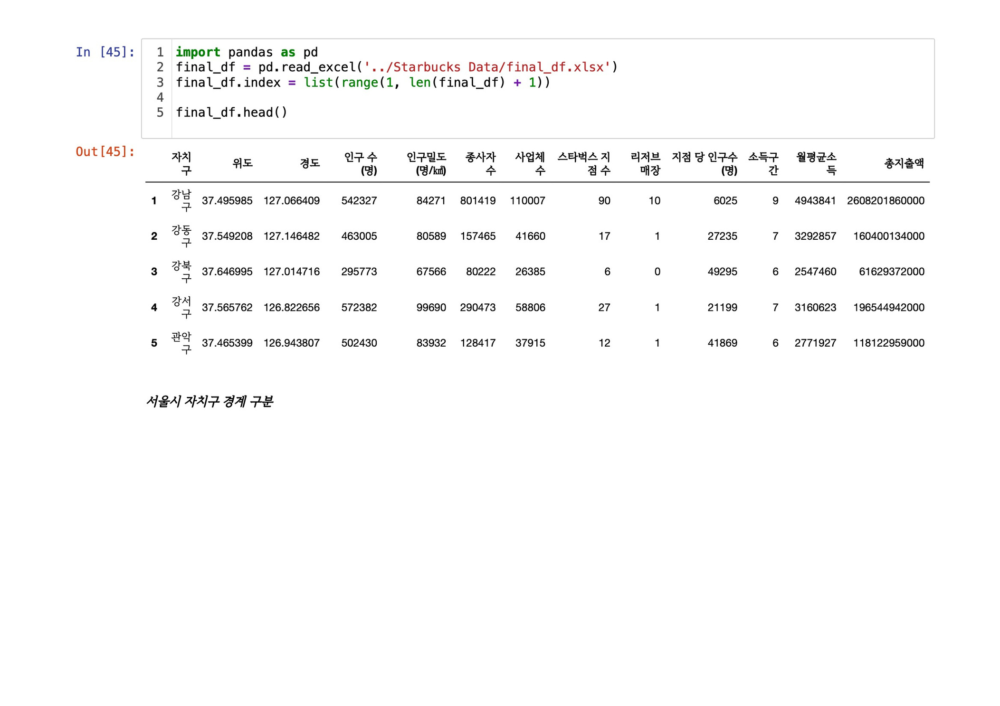 In [45]:
1 import pandas as pd
2 final_df = pd.read_excel('../Starbucks Data/final_df.xlsx')
3 final_df.index = list(range(1, len(final_df) + 1))
4
5 final_df.head()
Out[45]:
자치구 위도 경도 인구 수(명) 인구밀도(명/㎢) 종사자수 사업체수 스타벅스 지점 수 리저브매장 지점 당 인구수(명) 소득구간 월평균소득 총지출액
1 강남구 37.495985 127.066409 542327 84271 801419 110007 90 10 6025 9 4943841 2608201860000
2 강동구 37.549208 127.146482 463005 80589 157465 41660 17 1 27235 7 3292857 160400134000
3 강북구 37.646995 127.014716 295773 67566 80222 26385 6 0 49295 6 2547460 61629372000
4 강서구 37.565762 126.822656 572382 99690 290473 58806 27 1 21199 7 3160623 196544942000
5 관악구 37.465399 126.943807 502430 83932 128417 37915 12 1 41869 6 2771927 118122959000
서울시 자치구 경계 구분